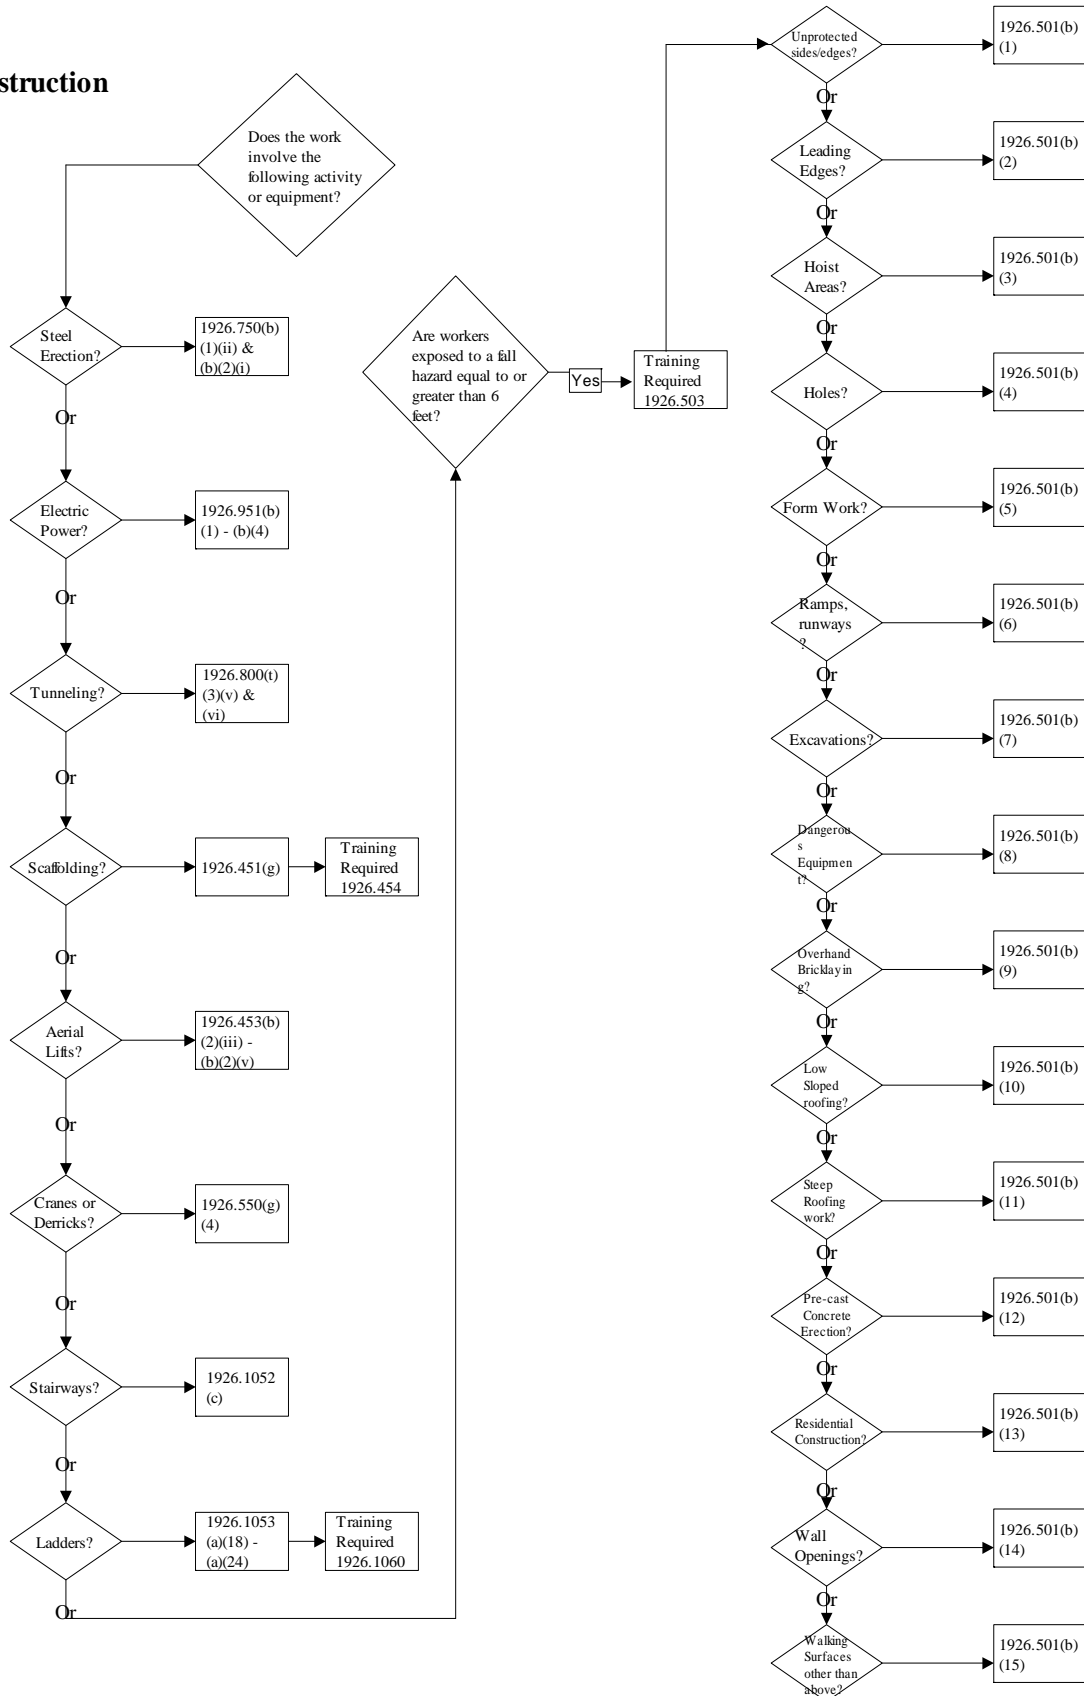 struction
Does the work
involve the
following activity
or equipment?
Steel
Erection?
1926.750(b)
(1)(ii) &
(b)(2)(i)
Or
Electric
Power?
1926.951(b)
(1) - (b)(4)
Or
Tunneling?
1926.800(t)
(3)(v) &
(vi)
Or
Scaffolding?
1926.451(g)
Training
Required
1926.454
Or
Aerial
Lifts?
1926.453(b)
(2)(iii) -
(b)(2)(v)
Or
Cranes or
Derricks?
1926.550(g)
(4)
Or
Stairways?
1926.1052
(c)
Or
Ladders?
1926.1053
(a)(18) -
(a)(24)
Training
Required
1926.1060
Or
Are workers
exposed to a fall
hazard equal to or
greater than 6
feet?
Yes
Training
Required
1926.503
Unprotected
sides/edges?
1926.501(b)
(1)
Or
Leading
Edges?
1926.501(b)
(2)
Or
Hoist
Areas?
1926.501(b)
(3)
Or
Holes?
1926.501(b)
(4)
Or
Form Work?
1926.501(b)
(5)
Or
Ramps,
runways
?
1926.501(b)
(6)
Or
Excavations?
1926.501(b)
(7)
Or
Dangerou
s
Equipmen
t?
1926.501(b)
(8)
Or
Overhand
Bricklayin
g?
1926.501(b)
(9)
Or
Low
Sloped
roofing?
1926.501(b)
(10)
Or
Steep
Roofing
work?
1926.501(b)
(11)
Or
Pre-cast
Concrete
Erection?
1926.501(b)
(12)
Or
Residential
Construction?
1926.501(b)
(13)
Or
Wall
Openings?
1926.501(b)
(14)
Or
Walking
Surfaces
other than
above?
1926.501(b)
(15)